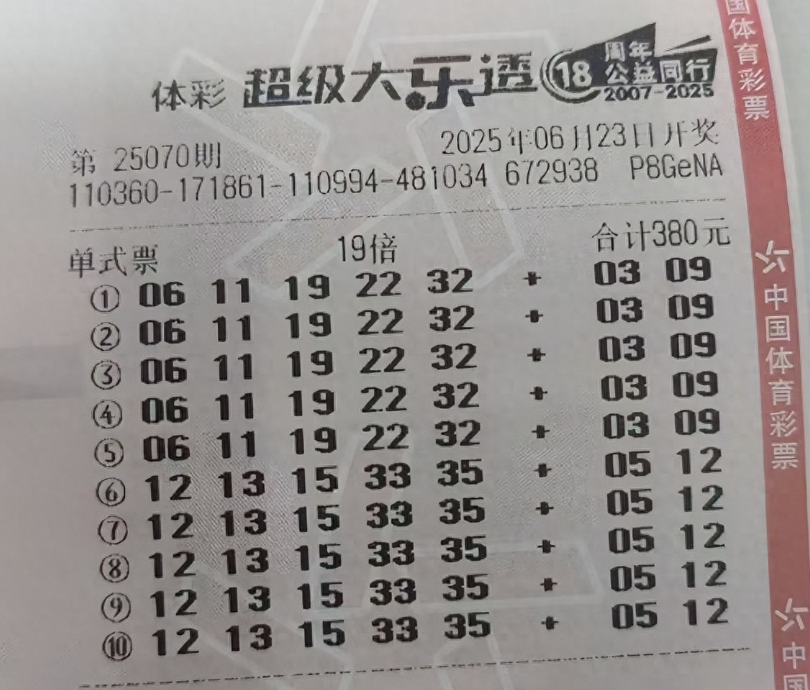 体彩 超级大乐透 18 周年 公益同行 2007-2025
第 25070期 2025年06月23日开奖
110360-171861-110994-481034 672938 P8GeNA
单式票 19倍 合计380元
① 06 11 19 22 32 + 03 09
② 06 11 19 22 32 + 03 09
③ 06 11 19 22 32 + 03 09
④ 06 11 19 22 32 + 03 09
⑤ 06 11 19 22 32 + 03 09
⑥ 12 13 15 33 35 + 05 12
⑦ 12 13 15 33 35 + 05 12
⑧ 12 13 15 33 35 + 05 12
⑨ 12 13 15 33 35 + 05 12
⑩ 12 13 15 33 35 + 05 12
国体育彩票
中国体育彩票
中国